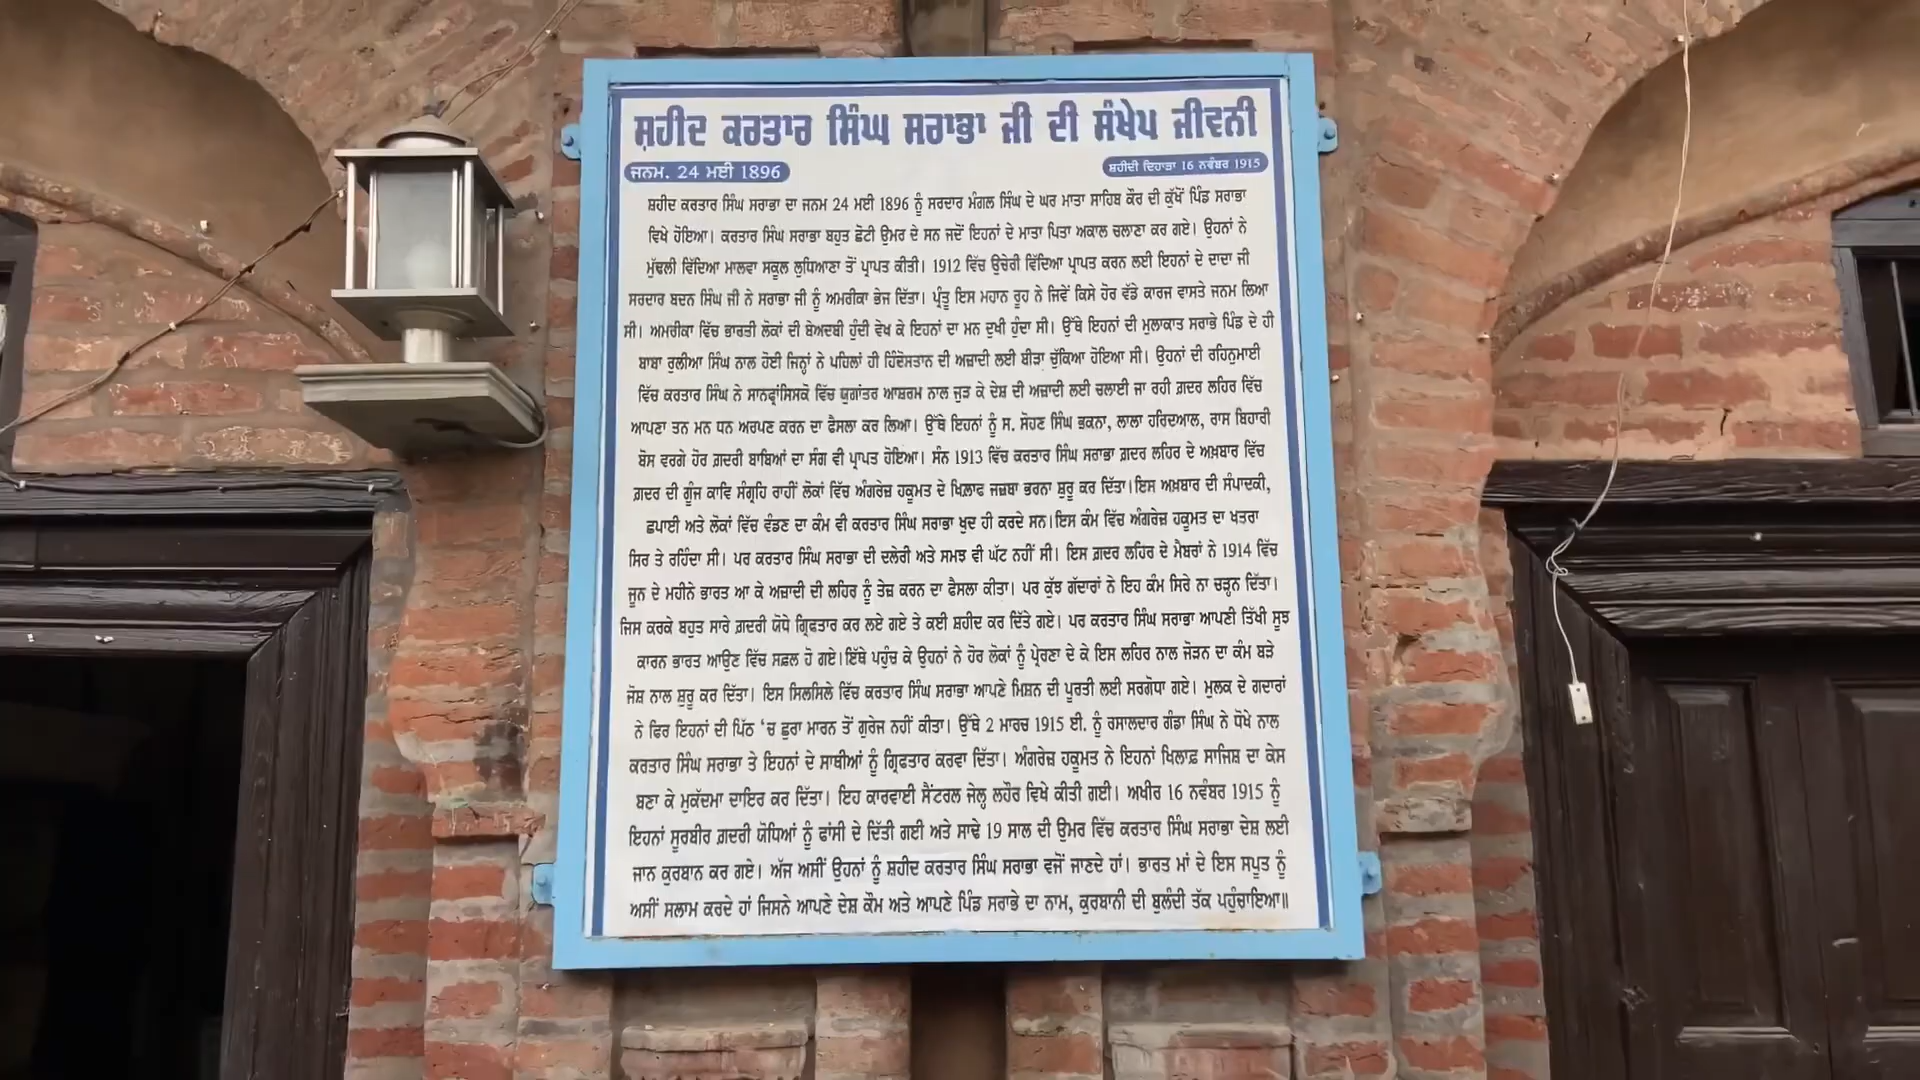 ਸ਼ਹੀਦ ਕਰਤਾਰ ਸਿੰਘ ਸਰਾਭਾ ਜੀ ਦੀ ਸੰਖੇਪ ਜੀਵਨੀ
ਜਨਮ. 24 ਮਈ 1896
ਸ਼ਹੀਦੀ ਦਿਹਾੜਾ 16 ਨਵੰਬਰ 1915
ਸ਼ਹੀਦ ਕਰਤਾਰ ਸਿੰਘ ਸਰਾਭਾ ਦਾ ਜਨਮ 24 ਮਈ 1896 ਨੂੰ ਸਰਦਾਰ ਮੰਗਲ ਸਿੰਘ ਦੇ ਘਰ ਮਾਤਾ ਸਾਹਿਬ ਕੌਰ ਦੀ ਕੁੱਖੋਂ ਪਿੰਡ ਸਰਾਭਾ
ਵਿਖੇ ਹੋਇਆ। ਕਰਤਾਰ ਸਿੰਘ ਸਰਾਭਾ ਬਹੁਤ ਛੋਟੀ ਉਮਰ ਦੇ ਸਨ ਜਦੋਂ ਇਹਨਾਂ ਦੇ ਮਾਤਾ ਪਿਤਾ ਅਕਾਲ ਚਲਾਣਾ ਕਰ ਗਏ। ਉਹਨਾਂ ਨੇ
ਮੁੱਢਲੀ ਵਿੱਦਿਆ ਮਾਲਵਾ ਸਕੂਲ ਲੁਧਿਆਣਾ ਤੋਂ ਪ੍ਰਾਪਤ ਕੀਤੀ। 1912 ਵਿੱਚ ਉਚੇਰੀ ਵਿੱਦਿਆ ਪ੍ਰਾਪਤ ਕਰਨ ਲਈ ਇਹਨਾਂ ਦੇ ਦਾਦਾ ਜੀ
ਸਰਦਾਰ ਬਦਨ ਸਿੰਘ ਜੀ ਨੇ ਸਰਾਭਾ ਜੀ ਨੂੰ ਅਮਰੀਕਾ ਭੇਜ ਦਿੱਤਾ। ਪ੍ਰੰਤੂ ਇਸ ਮਹਾਨ ਰੂਹ ਨੇ ਜਿਵੇਂ ਕਿਸੇ ਹੋਰ ਵੱਡੇ ਕਾਰਜ ਵਾਸਤੇ ਜਨਮ ਲਿਆ
ਸੀ। ਅਮਰੀਕਾ ਵਿੱਚ ਭਾਰਤੀ ਲੋਕਾਂ ਦੀ ਬੇਅਦਬੀ ਹੁੰਦੀ ਵੇਖ ਕੇ ਇਹਨਾਂ ਦਾ ਮਨ ਦੁਖੀ ਹੁੰਦਾ ਸੀ। ਉੱਥੇ ਇਹਨਾਂ ਦੀ ਮੁਲਾਕਾਤ ਸਰਾਭੇ ਪਿੰਡ ਦੇ ਹੀ
ਬਾਬਾ ਰੁਲੀਆ ਸਿੰਘ ਨਾਲ ਹੋਈ ਜਿਨ੍ਹਾਂ ਨੇ ਪਹਿਲਾਂ ਹੀ ਹਿੰਦੋਸਤਾਨ ਦੀ ਅਜ਼ਾਦੀ ਲਈ ਬੀੜਾ ਚੁੱਕਿਆ ਹੋਇਆ ਸੀ। ਉਹਨਾਂ ਦੀ ਰਹਿਨੁਮਾਈ
ਵਿੱਚ ਕਰਤਾਰ ਸਿੰਘ ਨੇ ਸਾਨਫ੍ਰਾਂਸਿਸਕੋ ਵਿੱਚ ਯੁਗਾਂਤਰ ਆਸ਼ਰਮ ਨਾਲ ਜੁੜ ਕੇ ਦੇਸ਼ ਦੀ ਅਜ਼ਾਦੀ ਲਈ ਚਲਾਈ ਜਾ ਰਹੀ ਗ਼ਦਰ ਲਹਿਰ ਵਿੱਚ
ਆਪਣਾ ਤਨ ਮਨ ਧਨ ਅਰਪਣ ਕਰਨ ਦਾ ਫੈਸਲਾ ਕਰ ਲਿਆ। ਉੱਥੇ ਇਹਨਾਂ ਨੂੰ ਸ. ਸੋਹਣ ਸਿੰਘ ਭਕਨਾ, ਲਾਲਾ ਹਰਿਦਆਲ, ਰਾਸ ਬਿਹਾਰੀ
ਬੋਸ ਵਰਗੇ ਹੋਰ ਗ਼ਦਰੀ ਬਾਬਿਆਂ ਦਾ ਸੰਗ ਵੀ ਪ੍ਰਾਪਤ ਹੋਇਆ। ਸੰਨ 1913 ਵਿੱਚ ਕਰਤਾਰ ਸਿੰਘ ਸਰਾਭਾ ਗ਼ਦਰ ਲਹਿਰ ਦੇ ਅਖ਼ਬਾਰ ਵਿੱਚ
ਗ਼ਦਰ ਦੀ ਗੂੰਜ ਕਾਵਿ ਸੰਗ੍ਰਹਿ ਰਾਹੀਂ ਲੋਕਾਂ ਵਿੱਚ ਅੰਗਰੇਜ਼ ਹਕੂਮਤ ਦੇ ਖਿਲਾਫ ਜਜ਼ਬਾ ਭਰਨਾ ਸ਼ੁਰੂ ਕਰ ਦਿੱਤਾ। ਇਸ ਅਖ਼ਬਾਰ ਦੀ ਸੰਪਾਦਕੀ,
ਛਪਾਈ ਅਤੇ ਲੋਕਾਂ ਵਿੱਚ ਵੰਡਣ ਦਾ ਕੰਮ ਵੀ ਕਰਤਾਰ ਸਿੰਘ ਸਰਾਭਾ ਖੁਦ ਹੀ ਕਰਦੇ ਸਨ। ਇਸ ਕੰਮ ਵਿੱਚ ਅੰਗਰੇਜ਼ ਹਕੂਮਤ ਦਾ ਖਤਰਾ
ਸਿਰ ਤੇ ਰਹਿੰਦਾ ਸੀ। ਪਰ ਕਰਤਾਰ ਸਿੰਘ ਸਰਾਭਾ ਦੀ ਦਲੇਰੀ ਅਤੇ ਸਮਝ ਵੀ ਘੱਟ ਨਹੀਂ ਸੀ। ਇਸ ਗ਼ਦਰ ਲਹਿਰ ਦੇ ਮੈਬਰਾਂ ਨੇ 1914 ਵਿੱਚ
ਜੂਨ ਦੇ ਮਹੀਨੇ ਭਾਰਤ ਆ ਕੇ ਅਜ਼ਾਦੀ ਦੀ ਲਹਿਰ ਨੂੰ ਤੇਜ਼ ਕਰਨ ਦਾ ਫੈਸਲਾ ਕੀਤਾ। ਪਰ ਕੁੱਝ ਗੱਦਾਰਾਂ ਨੇ ਇਹ ਕੰਮ ਸਿਰੇ ਨਾ ਚੜ੍ਹਨ ਦਿੱਤਾ।
ਜਿਸ ਕਰਕੇ ਬਹੁਤ ਸਾਰੇ ਗ਼ਦਰੀ ਯੋਧੇ ਗ੍ਰਿਫਤਾਰ ਕਰ ਲਏ ਗਏ ਤੇ ਕਈ ਸ਼ਹੀਦ ਕਰ ਦਿੱਤੇ ਗਏ। ਪਰ ਕਰਤਾਰ ਸਿੰਘ ਸਰਾਭਾ ਆਪਣੀ ਤਿੱਖੀ ਸੂਝ
ਕਾਰਨ ਭਾਰਤ ਆਉਣ ਵਿੱਚ ਸਫ਼ਲ ਹੋ ਗਏ। ਇੱਥੇ ਪਹੁੰਚ ਕੇ ਉਹਨਾਂ ਨੇ ਹੋਰ ਲੋਕਾਂ ਨੂੰ ਪ੍ਰੇਰਣਾ ਦੇ ਕੇ ਇਸ ਲਹਿਰ ਨਾਲ ਜੋੜਨ ਦਾ ਕੰਮ ਬੜੇ
ਜੋਸ਼ ਨਾਲ ਸ਼ੁਰੂ ਕਰ ਦਿੱਤਾ। ਇਸ ਸਿਲਸਿਲੇ ਵਿੱਚ ਕਰਤਾਰ ਸਿੰਘ ਸਰਾਭਾ ਆਪਣੇ ਮਿਸ਼ਨ ਦੀ ਪੂਰਤੀ ਲਈ ਸਰਗੋਧਾ ਗਏ। ਮੁਲਕ ਦੇ ਗਦਾਰਾਂ
ਨੇ ਫਿਰ ਇਹਨਾਂ ਦੀ ਪਿੱਠ ‘ਚ ਛੁਰਾ ਮਾਰਨ ਤੋਂ ਗੁਰੇਜ ਨਹੀਂ ਕੀਤਾ। ਉੱਥੇ 2 ਮਾਰਚ 1915 ਈ. ਨੂੰ ਰਸਾਲਦਾਰ ਗੰਡਾ ਸਿੰਘ ਨੇ ਧੋਖੇ ਨਾਲ
ਕਰਤਾਰ ਸਿੰਘ ਸਰਾਭਾ ਤੇ ਇਹਨਾਂ ਦੇ ਸਾਥੀਆਂ ਨੂੰ ਗ੍ਰਿਫਤਾਰ ਕਰਵਾ ਦਿੱਤਾ। ਅੰਗਰੇਜ਼ ਹਕੂਮਤ ਨੇ ਇਹਨਾਂ ਖਿਲਾਫ਼ ਸਾਜਿਸ਼ ਦਾ ਕੇਸ
ਬਣਾ ਕੇ ਮੁਕੱਦਮਾ ਦਾਇਰ ਕਰ ਦਿੱਤਾ। ਇਹ ਕਾਰਵਾਈ ਸੈਂਟਰਲ ਜੇਲ੍ਹ ਲਹੌਰ ਵਿਖੇ ਕੀਤੀ ਗਈ। ਅਖੀਰ 16 ਨਵੰਬਰ 1915 ਨੂੰ
ਇਹਨਾਂ ਸੂਰਬੀਰ ਗ਼ਦਰੀ ਯੋਧਿਆਂ ਨੂੰ ਫਾਂਸੀ ਦੇ ਦਿੱਤੀ ਗਈ ਅਤੇ ਸਾਢੇ 19 ਸਾਲ ਦੀ ਉਮਰ ਵਿੱਚ ਕਰਤਾਰ ਸਿੰਘ ਸਰਾਭਾ ਦੇਸ਼ ਲਈ
ਜਾਨ ਕੁਰਬਾਨ ਕਰ ਗਏ। ਅੱਜ ਅਸੀਂ ਉਹਨਾਂ ਨੂੰ ਸ਼ਹੀਦ ਕਰਤਾਰ ਸਿੰਘ ਸਰਾਭਾ ਵਜੋਂ ਜਾਣਦੇ ਹਾਂ। ਭਾਰਤ ਮਾਂ ਦੇ ਇਸ ਸਪੂਤ ਨੂੰ
ਅਸੀਂ ਸਲਾਮ ਕਰਦੇ ਹਾਂ ਜਿਸਨੇ ਆਪਣੇ ਦੇਸ਼ ਕੌਮ ਅਤੇ ਆਪਣੇ ਪਿੰਡ ਸਰਾਭੇ ਦਾ ਨਾਮ, ਕੁਰਬਾਨੀ ਦੀ ਬੁਲੰਦੀ ਤੱਕ ਪਹੁੰਚਾਇਆ॥